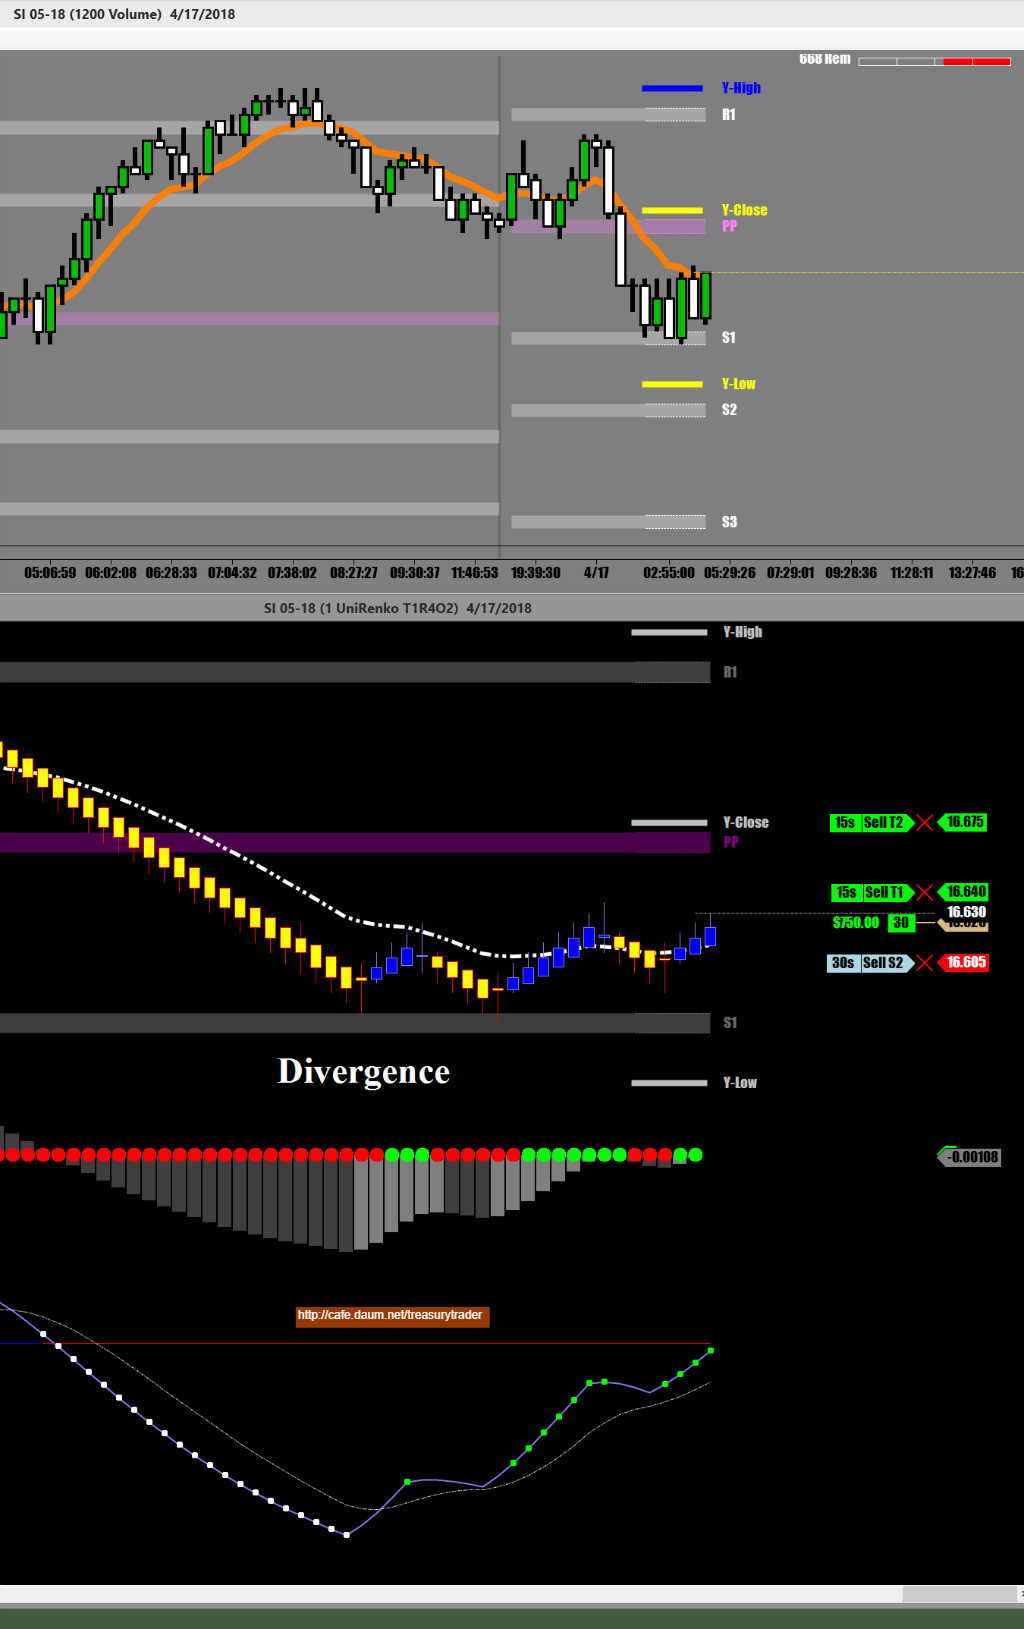 SI 05-18 (1200 Volume)  4/17/2018
668 Rem
Y-High
R1
Y-Close
PP
S1
Y-Low
S2
S3
05:06:59 06:02:08 06:28:33 07:04:32 07:38:02 08:27:27 09:30:37 11:46:53 19:39:30 4/17 02:55:00 05:29:26 07:29:01 09:28:36 11:28:11 13:27:46 16
SI 05-18 (1 UniRenko T1R4O2)  4/17/2018
Y-High
R1
Y-Close 15s Sell T2 16.675
PP
15s Sell T1 16.640
16.630
$750.00 30 16.620
30s Sell S2 16.605
S1
Divergence
Y-Low
-0.00108
http://cafe.daum.net/treasurytrader